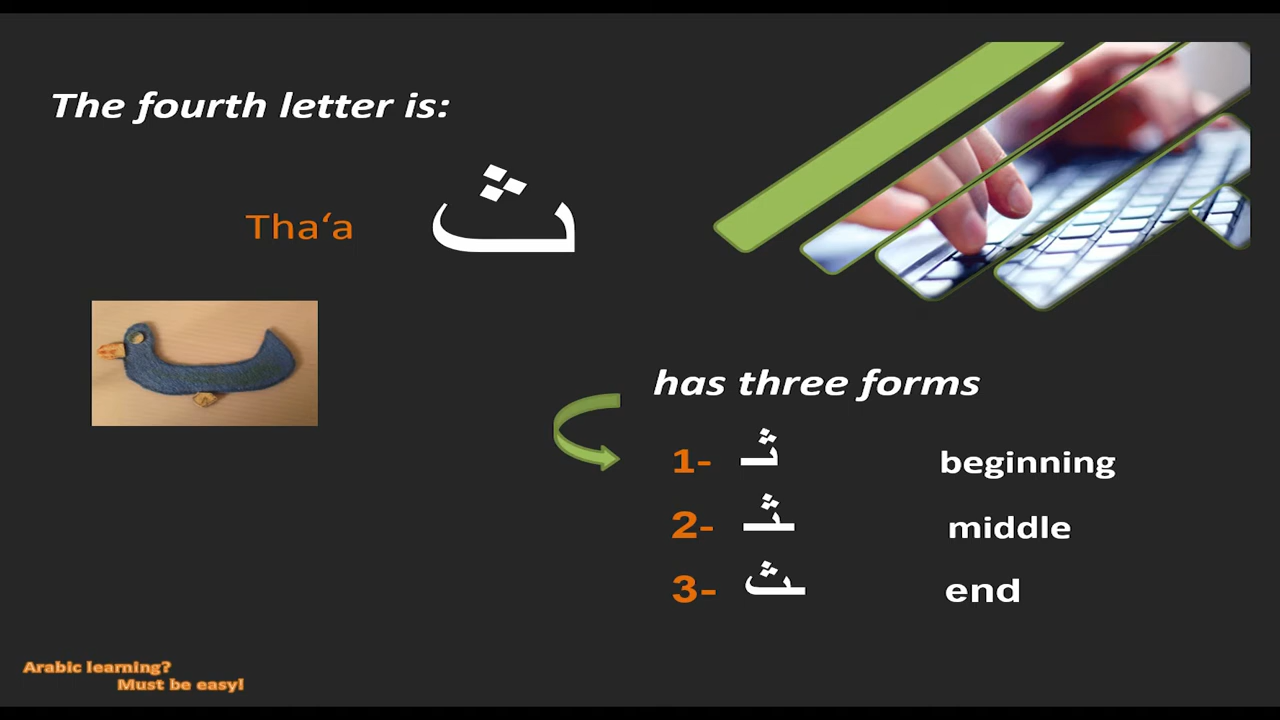 The fourth letter is:
Tha‘a ث
has three forms
1- ثـ beginning
2- ـثـ middle
3- ـث end
Arabic learning?
Must be easy!